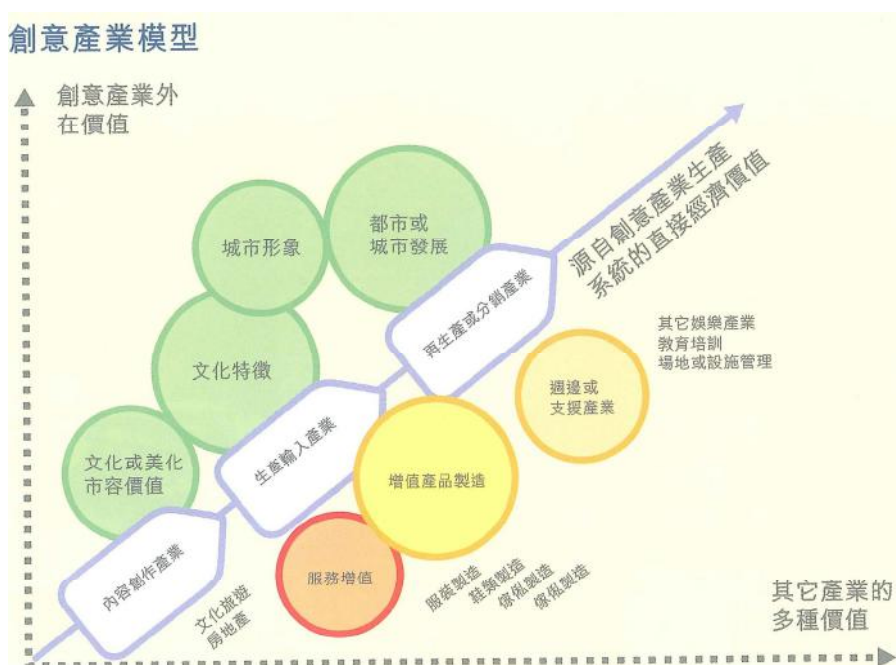 創意產業模型
創意產業外
在價值
源自創意產業生產
系統的直接經濟價值
都市或
城市發展
城市形象
再生產或分銷產業
其它娛樂產業
教育培訓
場地或設施管理
文化特徵
週邊或
支援產業
生產輸入產業
文化或美化
市容價值
增值產品製造
內容創作產業
服務增值
文化旅遊
房地產
服裝製造
鞋類製造
傢俬製造
傢俬製造
其它產業的
多種價值